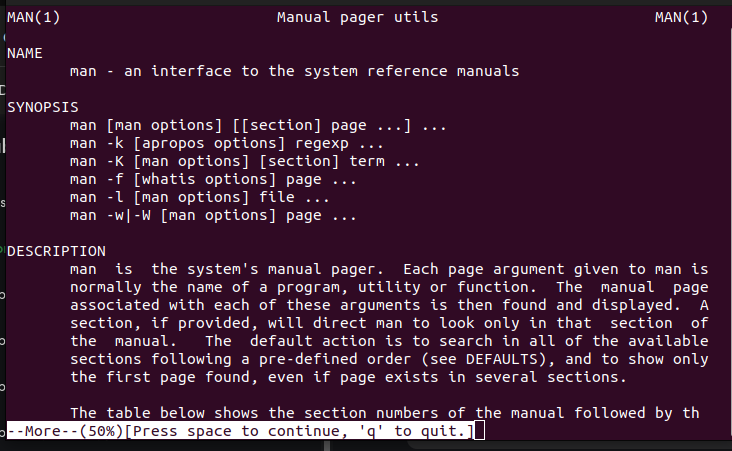 MAN(1)                        Manual pager utils                        MAN(1)
NAME
man - an interface to the system reference manuals
SYNOPSIS
man [man options] [[section] page ...] ...
man -k [apropos options] regexp ...
man -K [man options] [section] term ...
man -f [whatis options] page ...
man -l [man options] file ...
man -w|-W [man options] page ...
DESCRIPTION
man  is  the system's manual pager.  Each page argument given to man is
normally the name of a program, utility or function.  The  manual  page
associated with each of these arguments is then found and displayed.  A
section, if provided, will direct man to look only in that  section  of
the  manual.   The  default action is to search in all of the available
sections following a pre-defined order (see DEFAULTS), and to show only
the first page found, even if page exists in several sections.
The table below shows the section numbers of the manual followed by th
--More--(50%)[Press space to continue, 'q' to quit.]